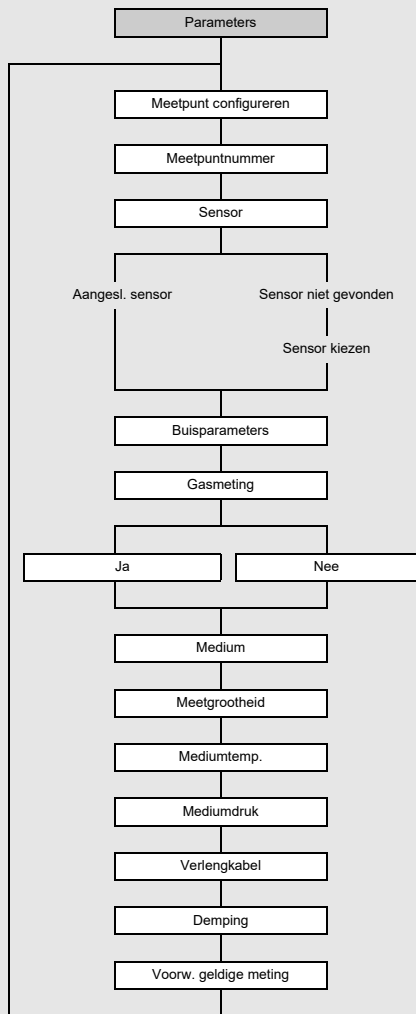 Parameters
Meetpunt configureren
Meetpuntnummer
Sensor
Aangesl. sensor
Sensor niet gevonden
Sensor kiezen
Buisparameters
Gasmeting
Ja
Nee
Medium
Meetgrootheid
Mediumtemp.
Mediumdruk
Verlengkabel
Demping
Voorw. geldige meting